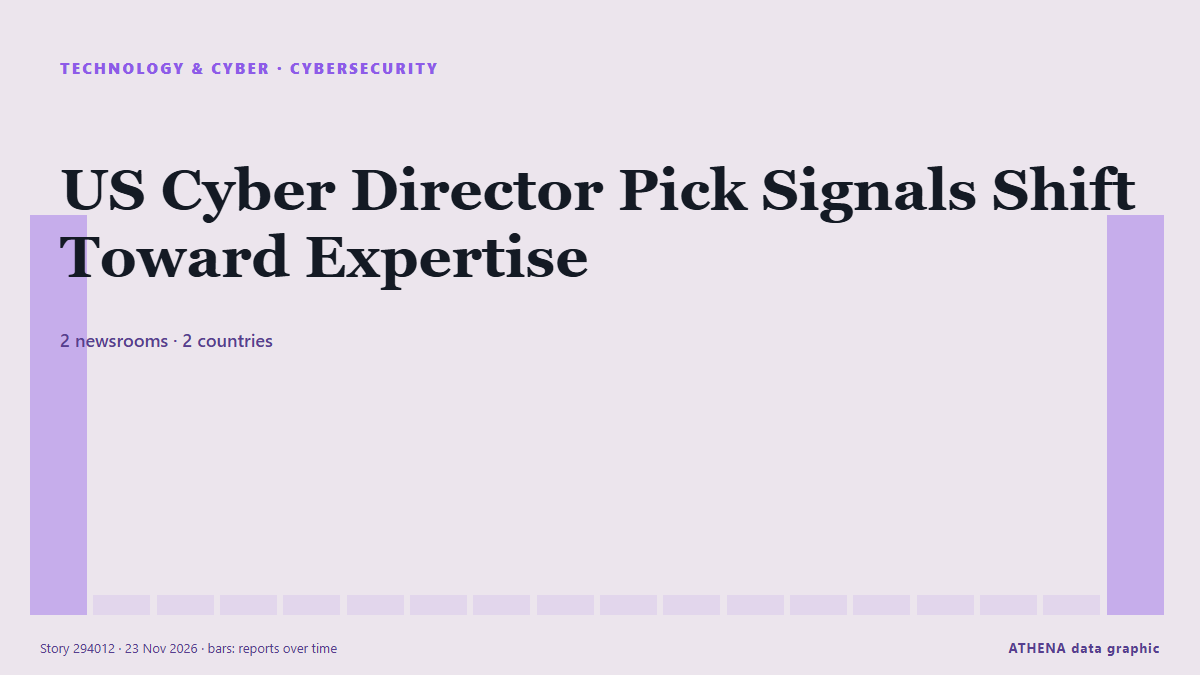 TECHNOLOGY & CYBER · CYBERSECURITY
US Cyber Director Pick Signals Shift
Toward Expertise
2 newsrooms · 2 countries
Story 294012 · 23 Nov 2026 · bars: reports over time
ATHENA data graphic